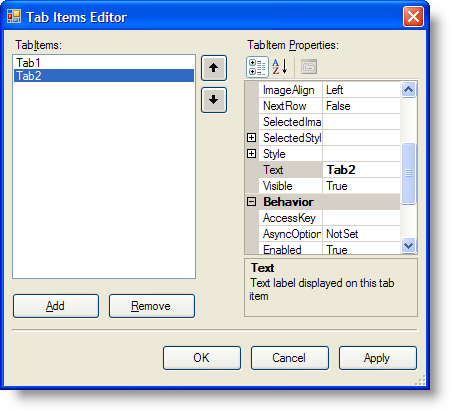 Tab Items Editor
TabItems:
Tab1
Tab2
Add
Remove
TabItem Properties:
ImageAlign Left
NextRow False
SelectedIma
SelectedStyl
Style
Text Tab2
Visible True
Behavior
AccessKey
AsyncOption NotSet
Enabled True
Text
Text label displayed on this tab
item
OK
Cancel
Apply